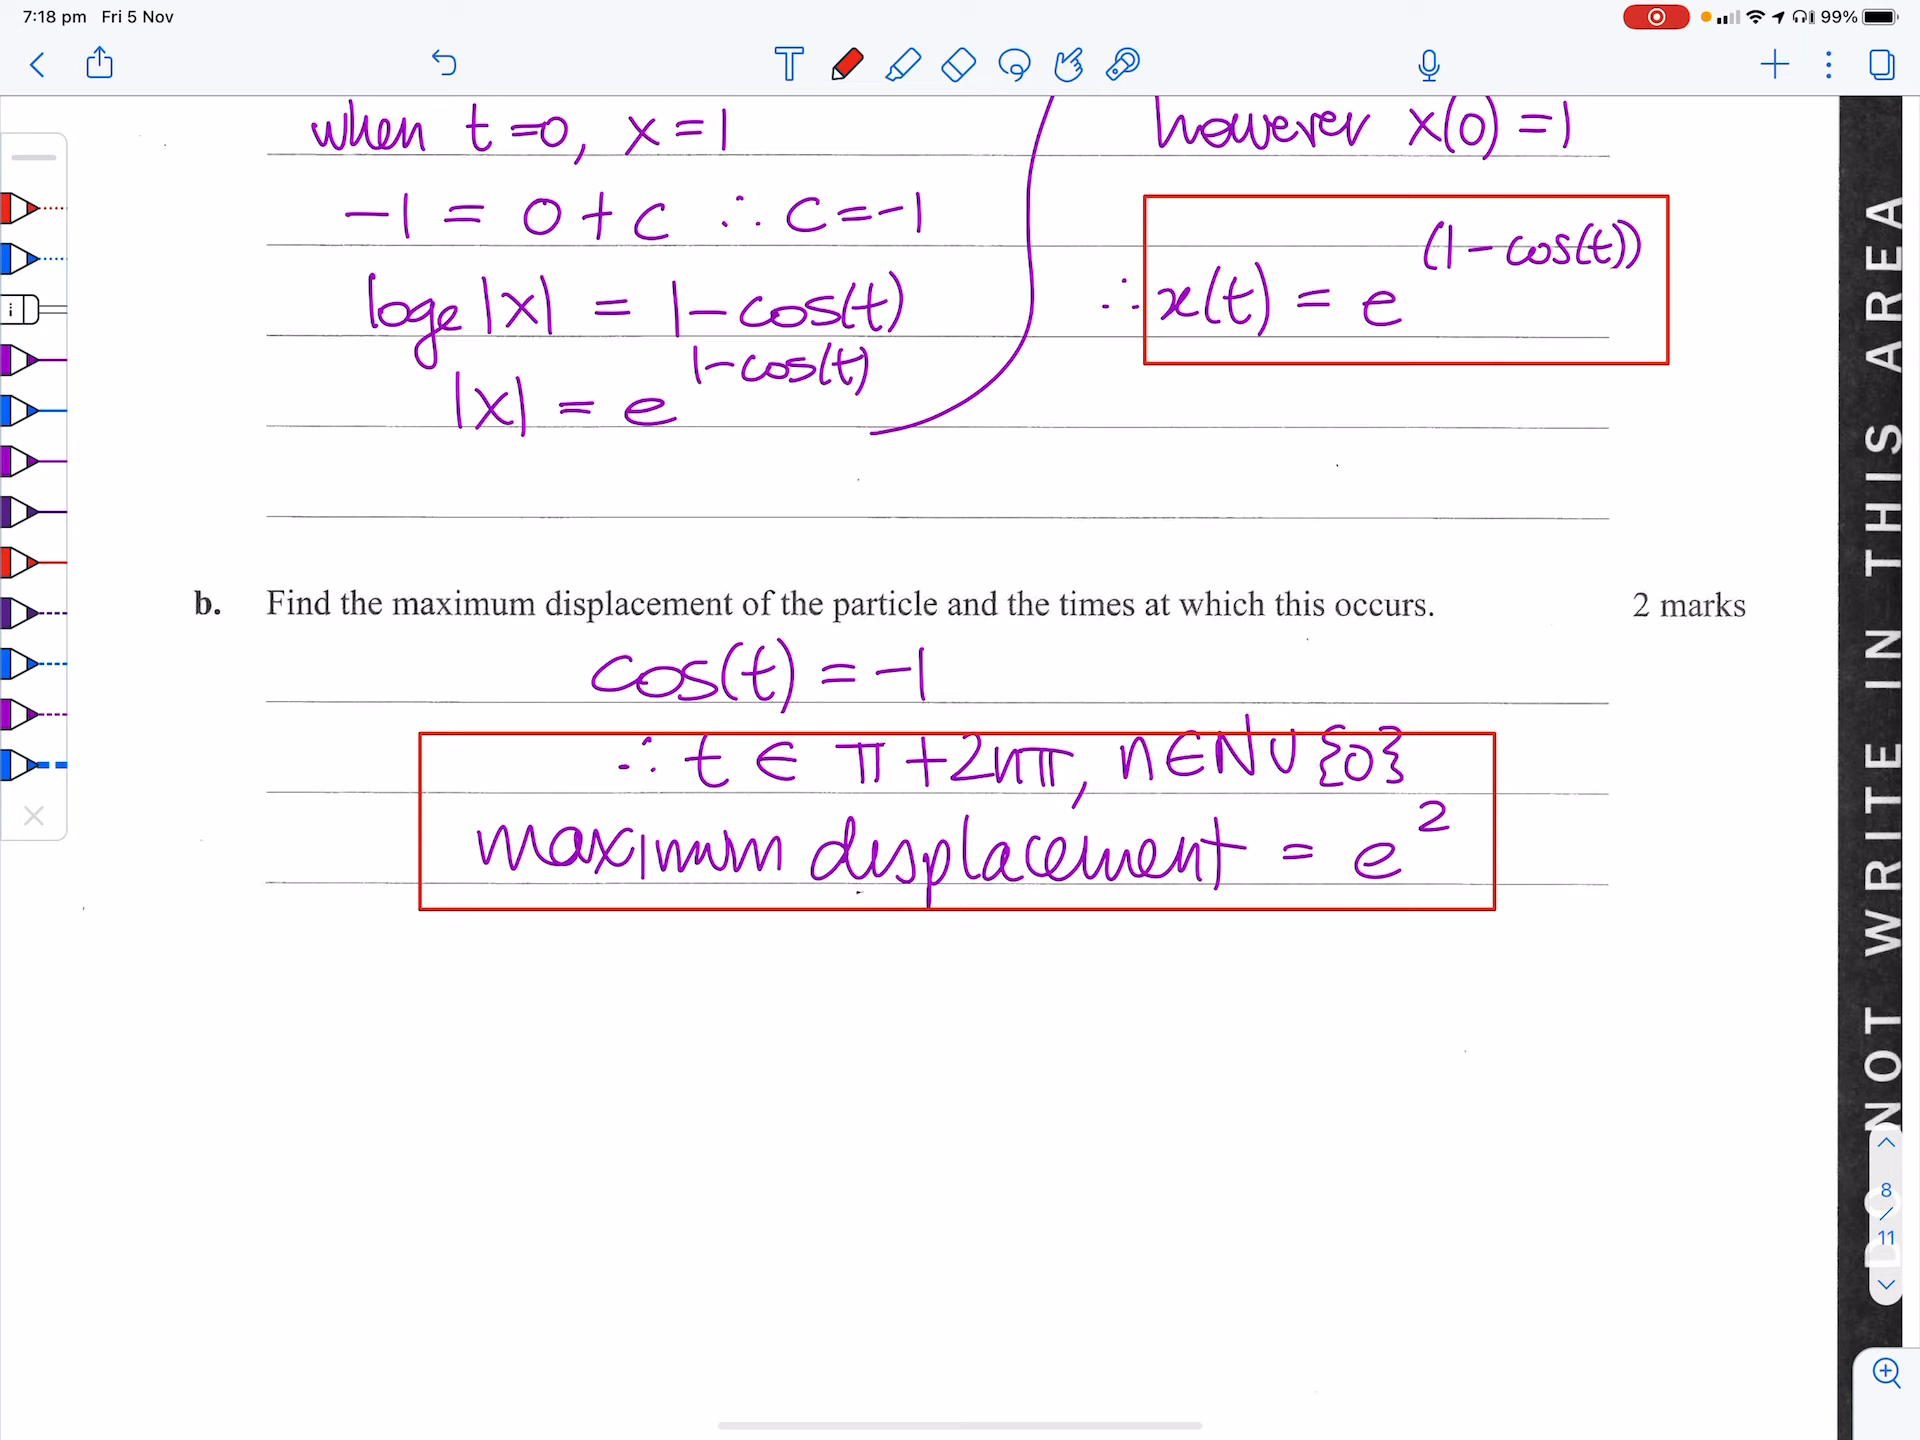 7:18 pm Fri 5 Nov
99%
when t=0, x=1
-1 = 0+c ∴ c=-1
loge |x| = 1-cos(t)
|x| = e^1-cos(t)
however x(0)=1
∴ x(t) = e^(1-cos(t))
b. Find the maximum displacement of the particle and the times at which this occurs. 2 marks
cos(t) = -1
∴ t ∈ π+2nπ, n∈N∪{0}
maximum displacement = e^2
DO NOT WRITE IN THIS AREA
8
/
11